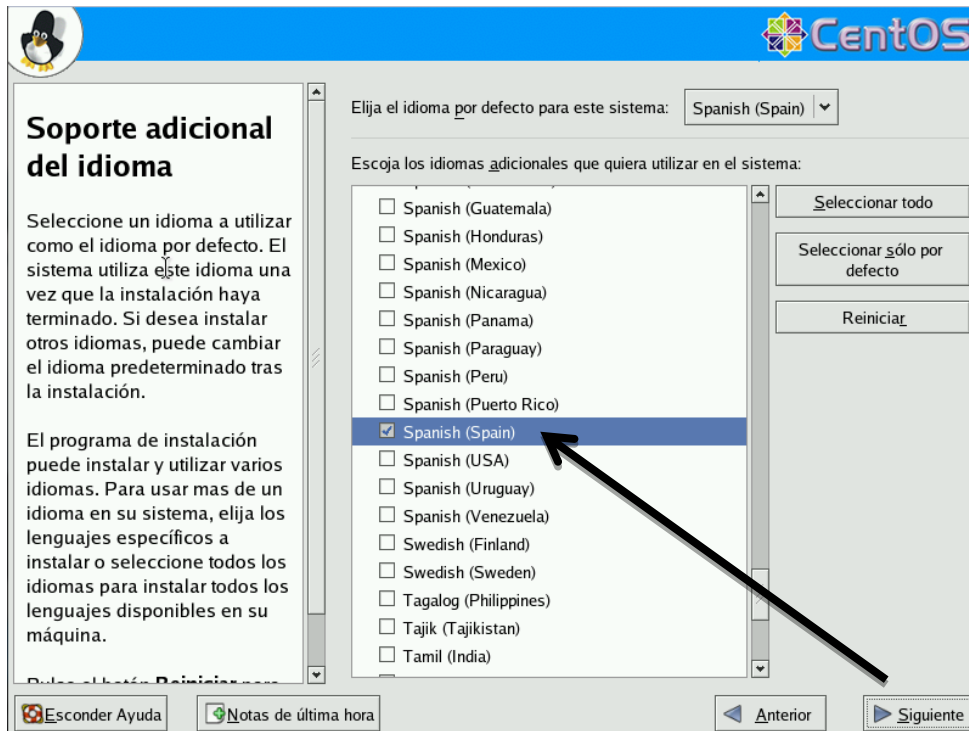 CentOS
Soporte adicional
del idioma
Seleccione un idioma a utilizar
como el idioma por defecto. El
sistema utiliza este idioma una
vez que la instalación haya
terminado. Si desea instalar
otros idiomas, puede cambiar
el idioma predeterminado tras
la instalación.
El programa de instalación
puede instalar y utilizar varios
idiomas. Para usar mas de un
idioma en su sistema, elija los
lenguajes específicos a
instalar o seleccione todos los
idiomas para instalar todos los
lenguajes disponibles en su
máquina.
Pulse el botón Reiniciar para
Elija el idioma por defecto para este sistema: Spanish (Spain)
Escoja los idiomas adicionales que quiera utilizar en el sistema:
Spanish (Guatemala)
Spanish (Honduras)
Spanish (Mexico)
Spanish (Nicaragua)
Spanish (Panama)
Spanish (Paraguay)
Spanish (Peru)
Spanish (Puerto Rico)
Spanish (Spain)
Spanish (USA)
Spanish (Uruguay)
Spanish (Venezuela)
Swedish (Finland)
Swedish (Sweden)
Tagalog (Philippines)
Tajik (Tajikistan)
Tamil (India)
Seleccionar todo
Seleccionar sólo por
defecto
Reiniciar
Esconder Ayuda
Notas de última hora
Anterior
Siguiente